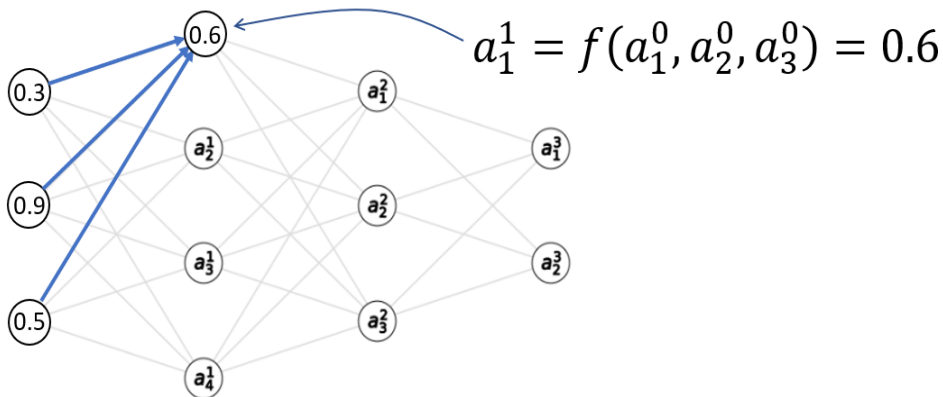 0.6
a₁¹ = f(a₁⁰, a₂⁰, a₃⁰) = 0.6
0.3
a₁²
a₂¹
a₁³
0.9
a₂²
a₃¹
a₂³
0.5
a₃²
a₄¹